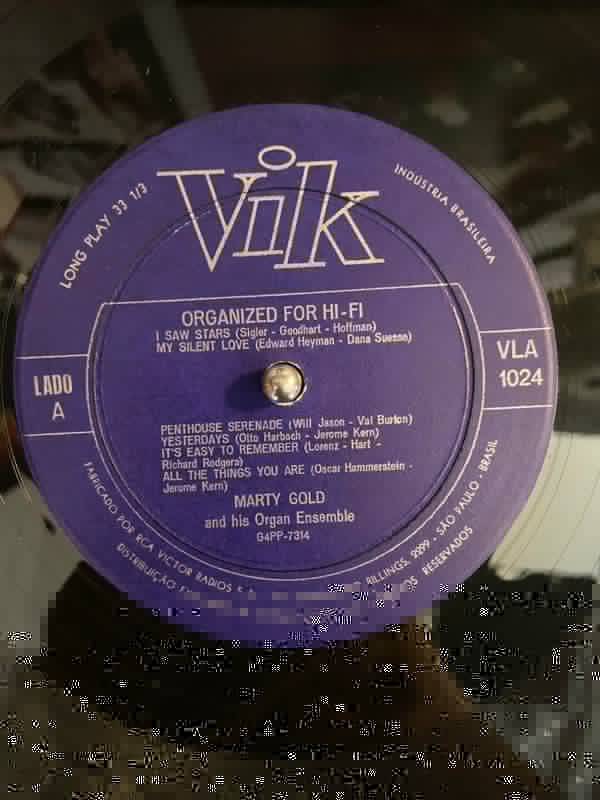 LONG PLAY 33 1/3
Vik
INDÚSTRIA BRASILEIRA
ORGANIZED FOR HI-FI
I SAW STARS (Sigler - Goodhart - Hoffman)
MY SILENT LOVE (Edward Heyman - Dana Suesse)
LADO
A
VLA
1024
PENTHOUSE SERENADE (Will Jason - Val Burton)
YESTERDAYS (Otto Harbach - Jerome Kern)
IT'S EASY TO REMEMBER (Lorenz - Hart -
Richard Rodgers)
ALL THE THINGS YOU ARE (Oscar Hammerstein -
Jerome Kern)
MARTY GOLD
and his Organ Ensemble
G4PP-7314
FABRICADO POR RCA VICTOR RADIOS S. RILLINGS, 2299 - SÃO PAULO - BRASIL
DISTRIBUIÇÃO RESERVADOS